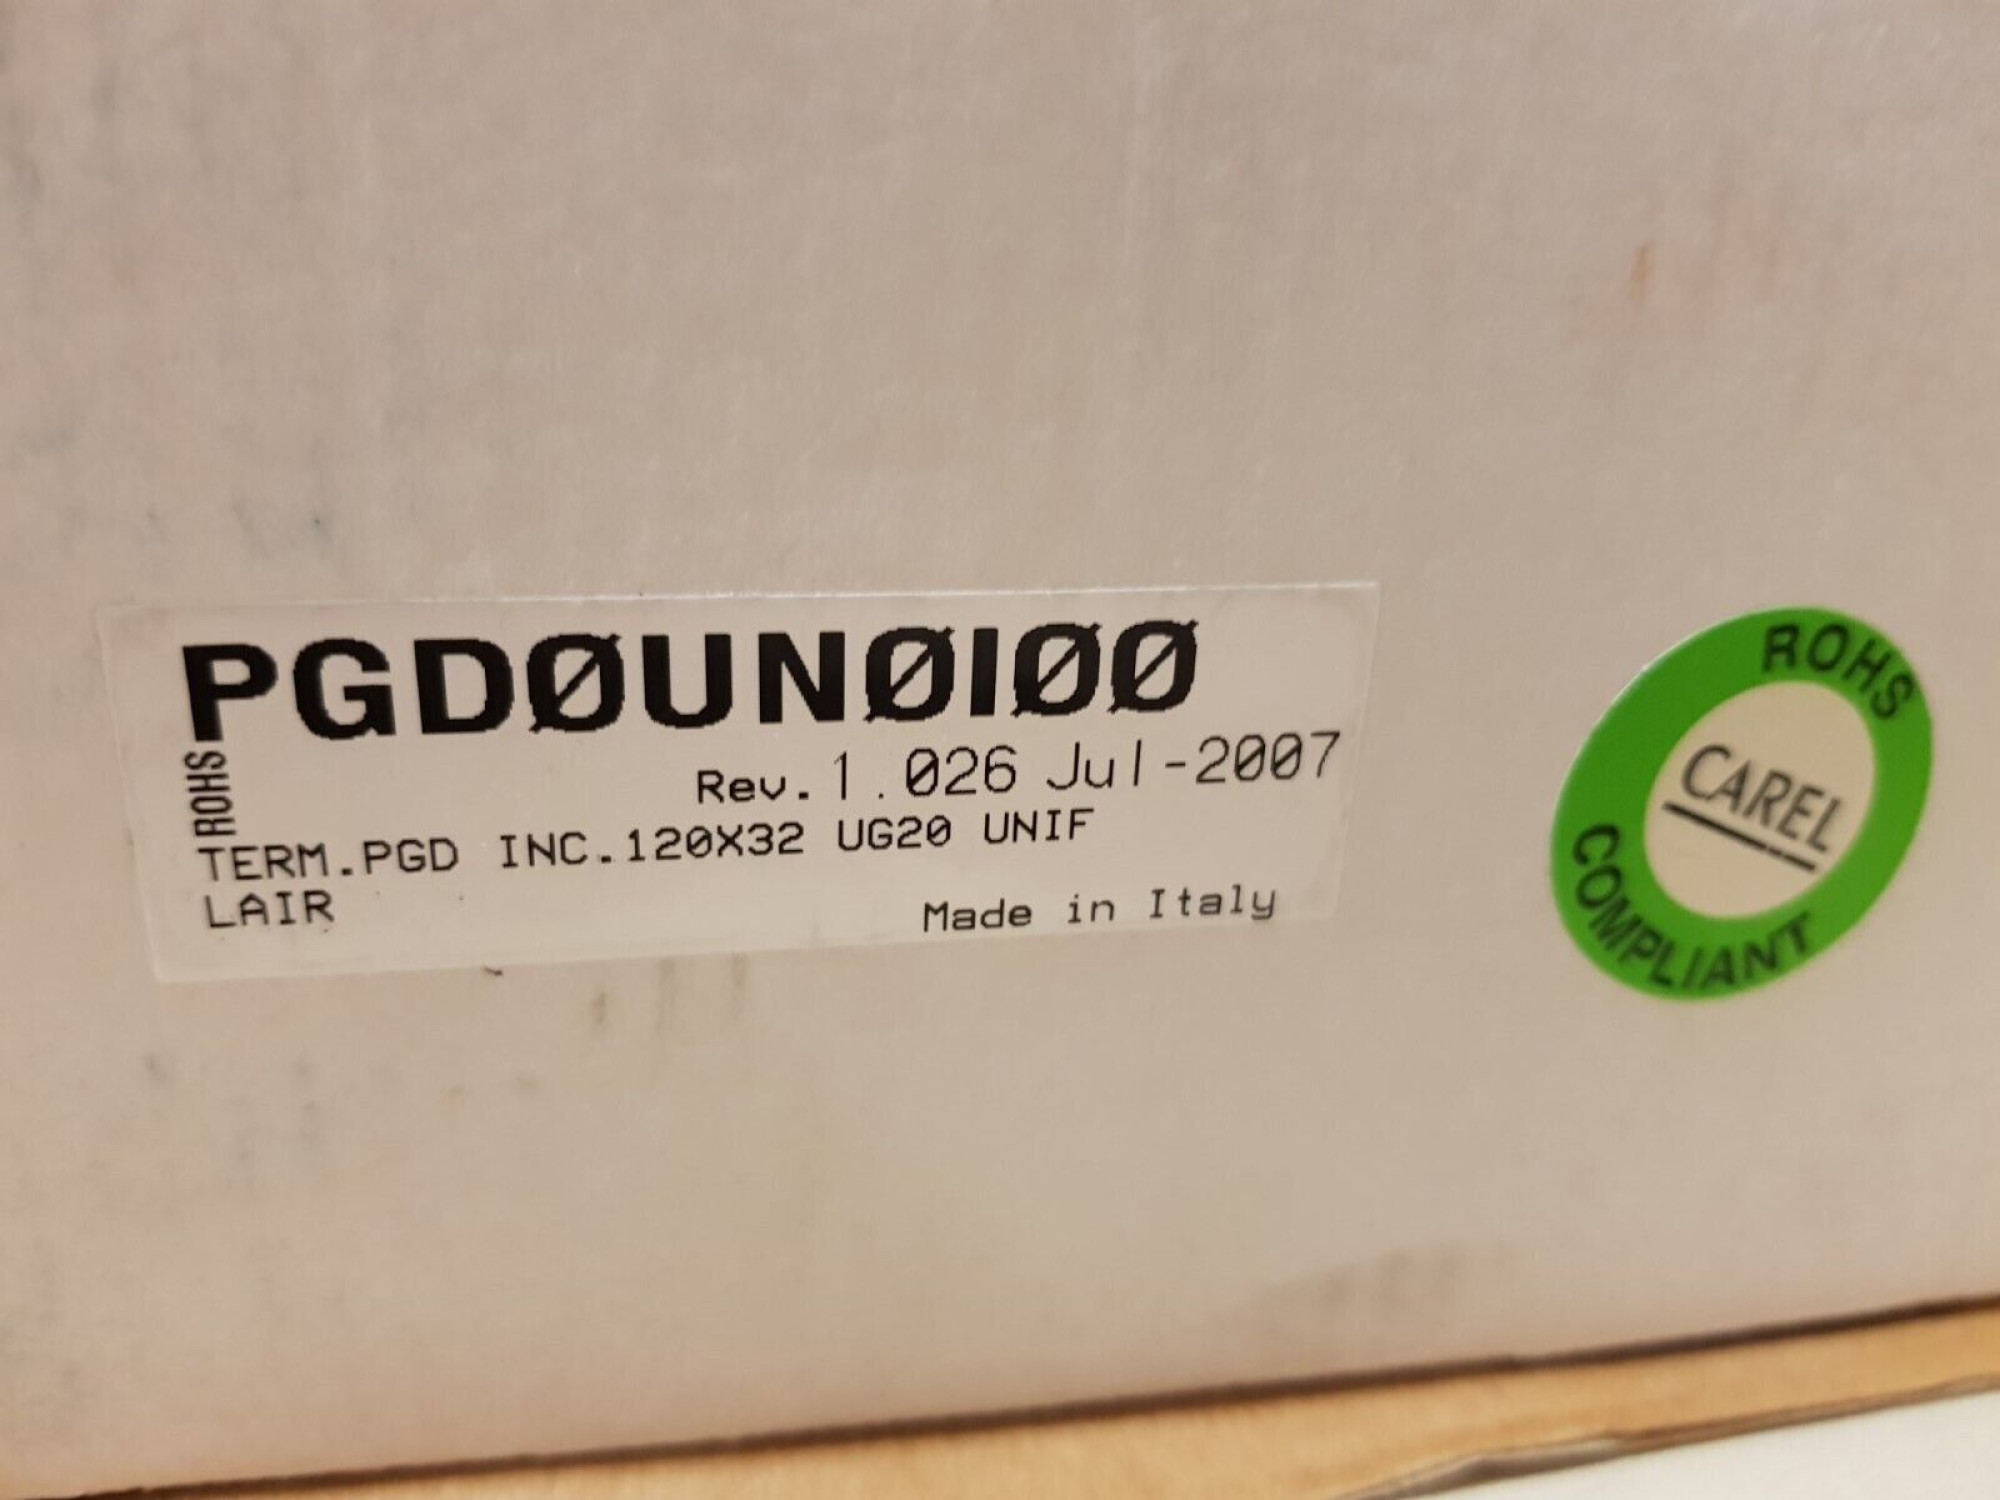 PGD0UN0I00
Rev. 1.026 Jul-2007
ROHS
TERM.PGD INC.120X32 UG20 UNIF
LAIR
Made in Italy
ROHS
CAREL
COMPLIANT